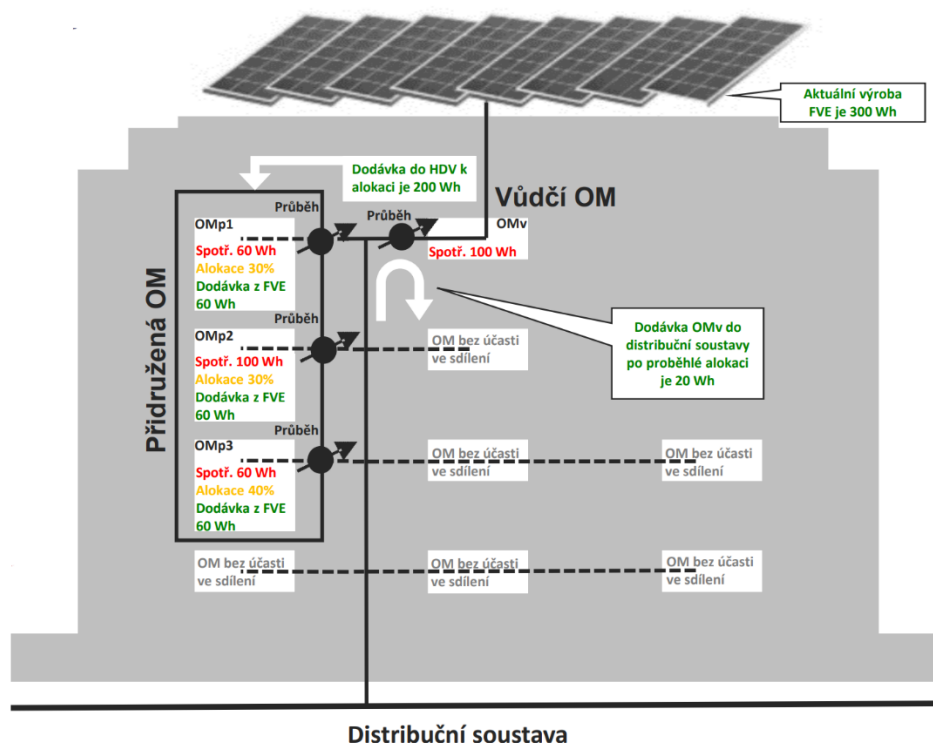 Aktuální výroba
FVE je 300 Wh
Dodávka do HDV k
alokaci je 200 Wh
Vůdčí OM
Přidružená OM
Průběh
OMp1
Spotř. 60 Wh
Alokace 30%
Dodávka z FVE
60 Wh
Průběh
OMv
Spotř. 100 Wh
Průběh
OMp2
Spotř. 100 Wh
Alokace 30%
Dodávka z FVE
60 Wh
OM bez účasti
ve sdílení
Dodávka OMv do
distribuční soustavy
po proběhlé alokaci
je 20 Wh
Průběh
OMp3
Spotř. 60 Wh
Alokace 40%
Dodávka z FVE
60 Wh
OM bez účasti
ve sdílení
OM bez účasti
ve sdílení
OM bez účasti
ve sdílení
OM bez účasti
ve sdílení
OM bez účasti
ve sdílení
Distribuční soustava